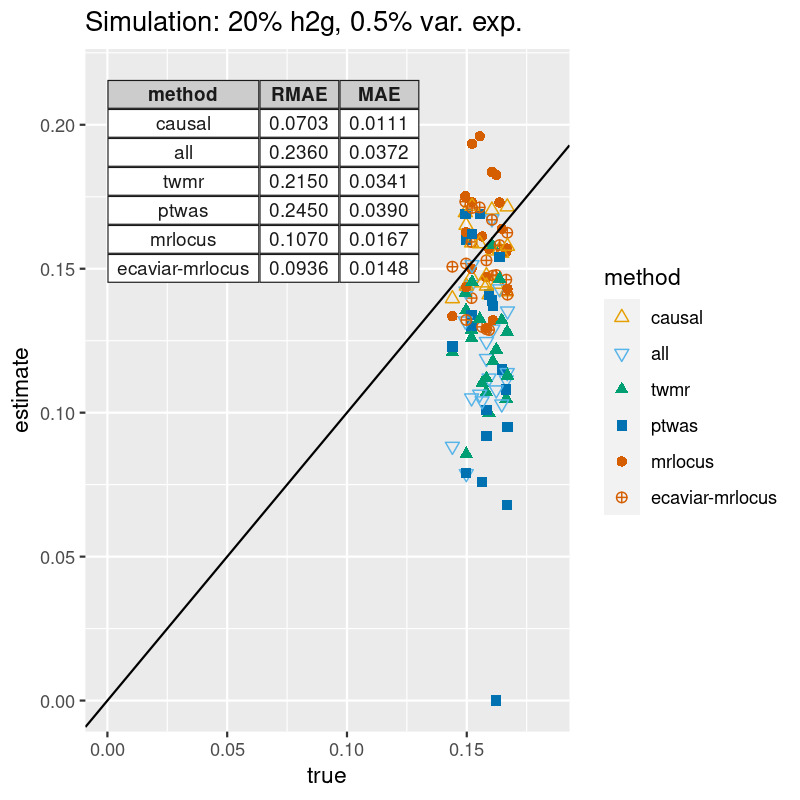 Simulation: 20% h2g, 0.5% var. exp.
method RMAE MAE
causal 0.0703 0.0111
all 0.2360 0.0372
twmr 0.2150 0.0341
ptwas 0.2450 0.0390
mrlocus 0.1070 0.0167
ecaviar-mrlocus 0.0936 0.0148
estimate
0.20
0.15
0.10
0.05
0.00
0.00 0.05 0.10 0.15
true
method
causal
all
twmr
ptwas
mrlocus
ecaviar-mrlocus